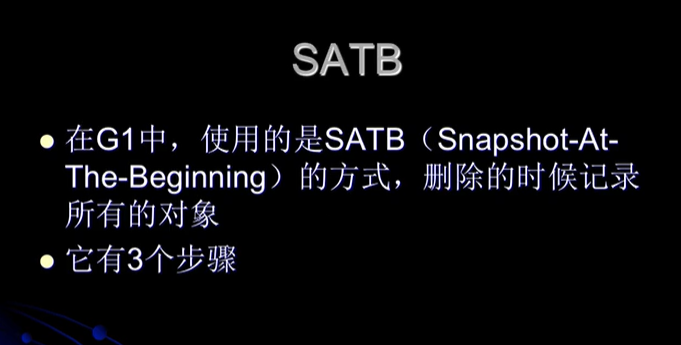 SATB
在G1中，使用的是SATB（Snapshot-At-
The-Beginning）的方式，删除的时候记录
所有的对象
它有3个步骤